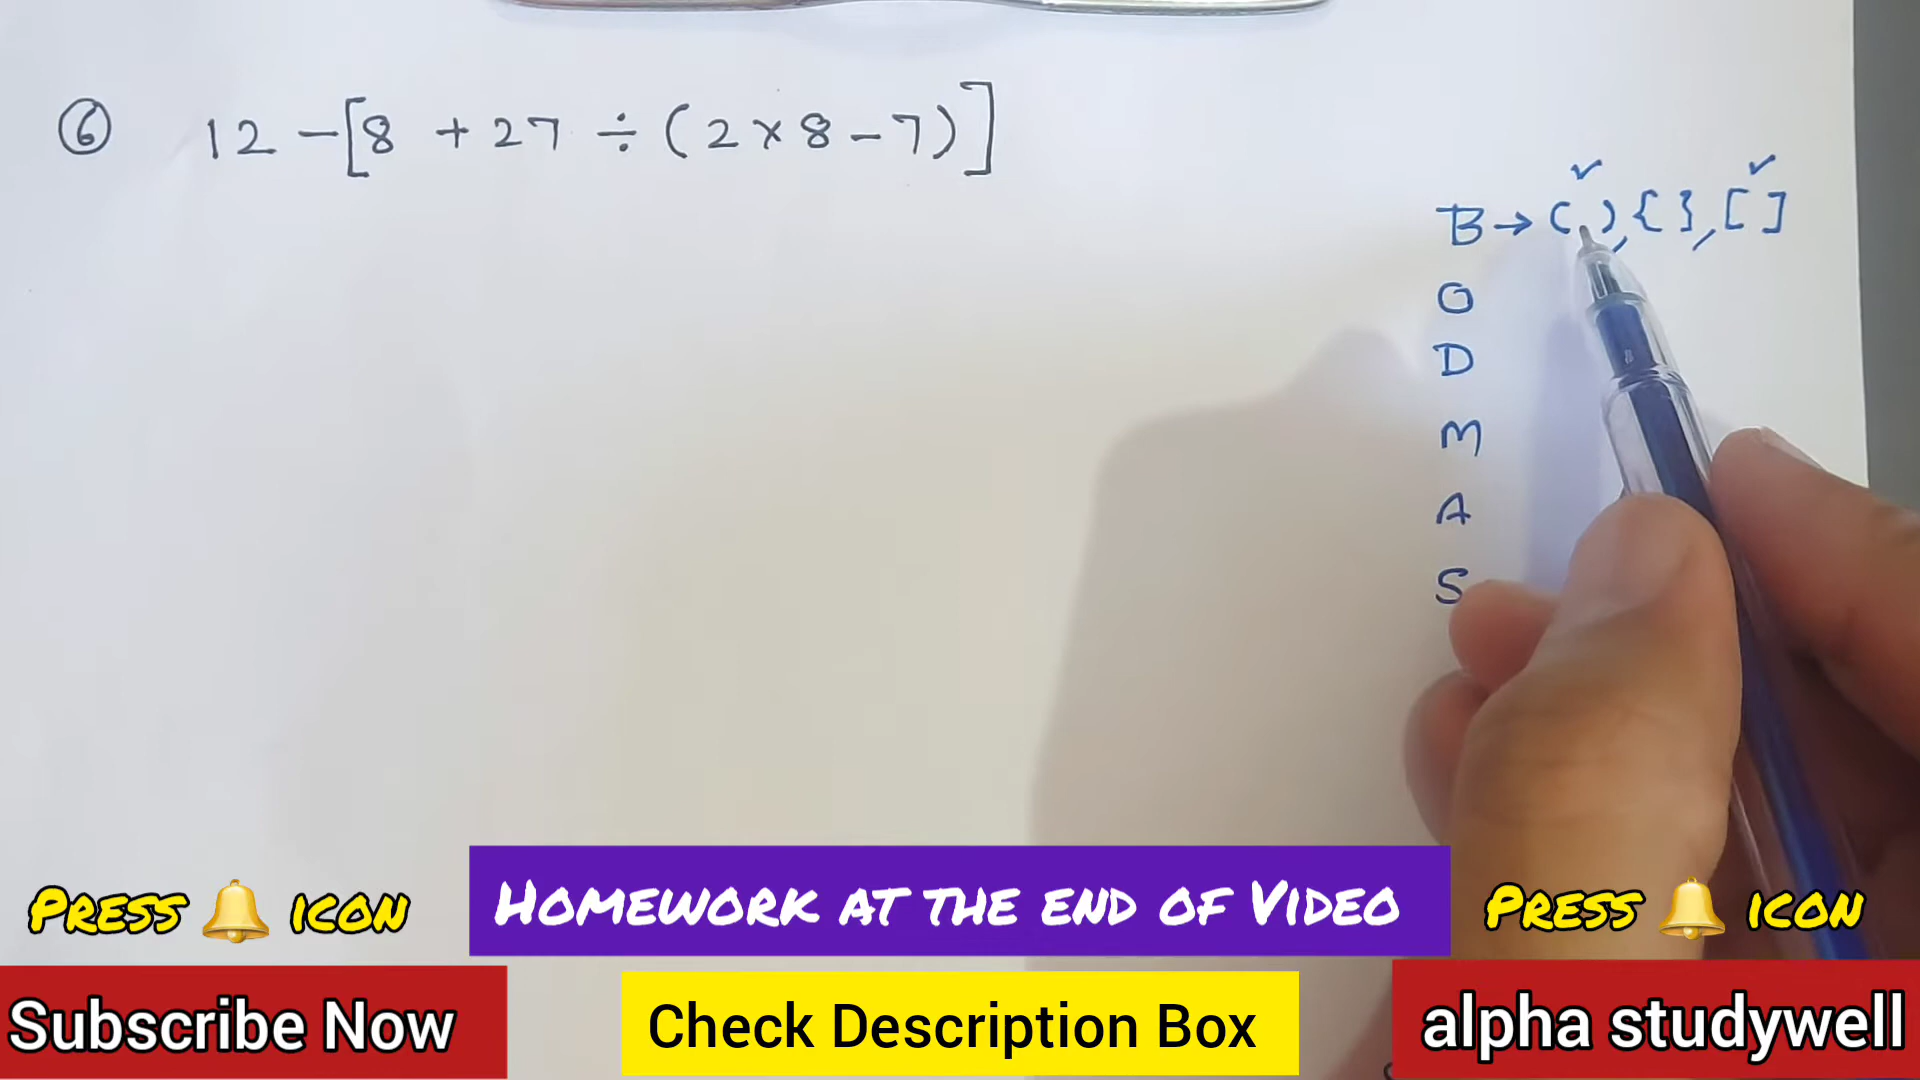 ⑥ 12 - [8 + 27 ÷ (2 × 8 - 7)]
✓ ✓
B → ( ), { }, [ ]
O
D
M
A
S
Press 🔔 icon
Homework at the end of Video
Press 🔔 icon
Subscribe Now
Check Description Box
alpha studywell